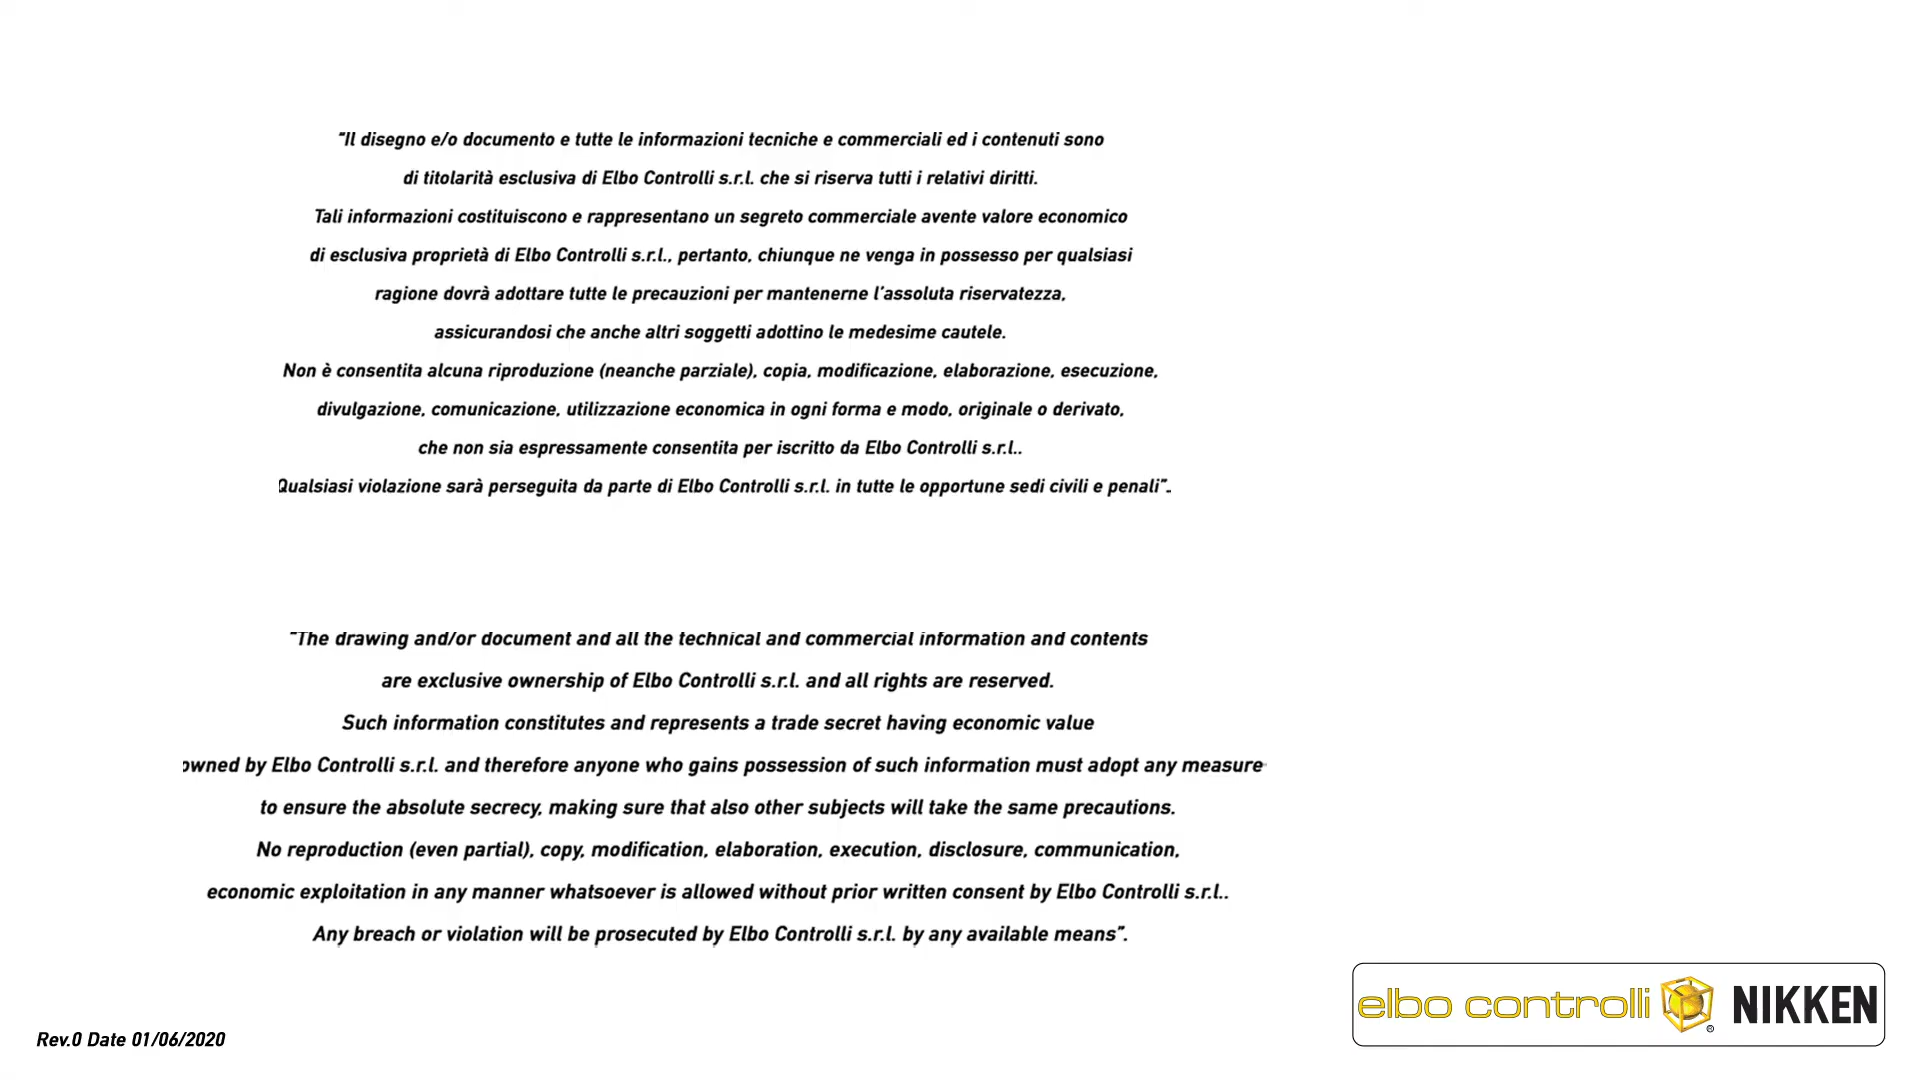 "Il disegno e/o documento e tutte le informazioni tecniche e commerciali ed i contenuti sono
di titolarità esclusiva di Elbo Controlli s.r.l. che si riserva tutti i relativi diritti.
Tali informazioni costituiscono e rappresentano un segreto commerciale avente valore economico
di esclusiva proprietà di Elbo Controlli s.r.l., pertanto, chiunque ne venga in possesso per qualsiasi
ragione dovrà adottare tutte le precauzioni per mantenerne l'assoluta riservatezza,
assicurandosi che anche altri soggetti adottino le medesime cautele.
Non è consentita alcuna riproduzione (neanche parziale), copia, modificazione, elaborazione, esecuzione,
divulgazione, comunicazione, utilizzazione economica in ogni forma e modo, originale o derivato,
che non sia espressamente consentita per iscritto da Elbo Controlli s.r.l..
Qualsiasi violazione sarà perseguita da parte di Elbo Controlli s.r.l. in tutte le opportune sedi civili e penali"..
"The drawing and/or document and all the technical and commercial information and contents
are exclusive ownership of Elbo Controlli s.r.l. and all rights are reserved.
Such information constitutes and represents a trade secret having economic value
owned by Elbo Controlli s.r.l. and therefore anyone who gains possession of such information must adopt any measure
to ensure the absolute secrecy, making sure that also other subjects will take the same precautions.
No reproduction (even partial), copy, modification, elaboration, execution, disclosure, communication,
economic exploitation in any manner whatsoever is allowed without prior written consent by Elbo Controlli s.r.l..
Any breach or violation will be prosecuted by Elbo Controlli s.r.l. by any available means".
elbo controlli ® NIKKEN
Rev.0 Date 01/06/2020